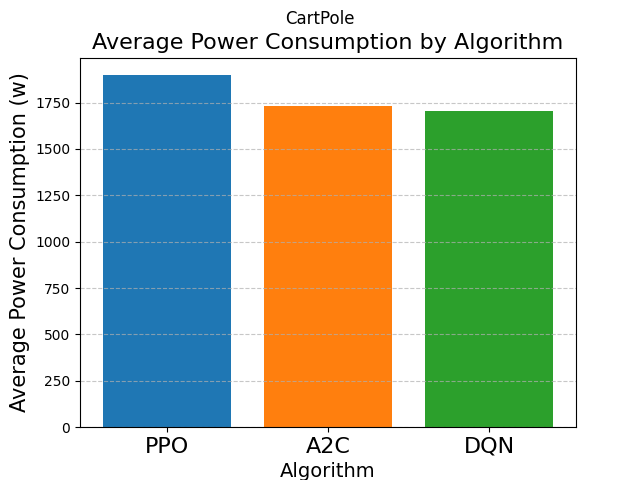 CartPole
Average Power Consumption by Algorithm
Average Power Consumption (w)
1750
1500
1250
1000
750
500
250
0
PPO A2C DQN
Algorithm